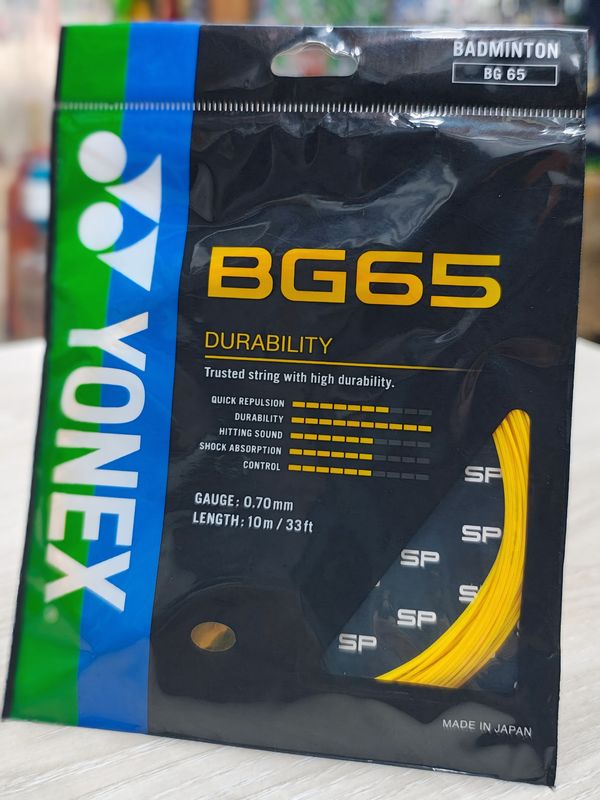 BADMINTON
BG 65
YONEX
BG65
DURABILITY
Trusted string with high durability.
QUICK REPULSION
DURABILITY
HITTING SOUND
SHOCK ABSORPTION
CONTROL
GAUGE: 0.70mm
LENGTH: 10m / 33ft
SP
SP
SP
SP
SP
SP
MADE IN JAPAN